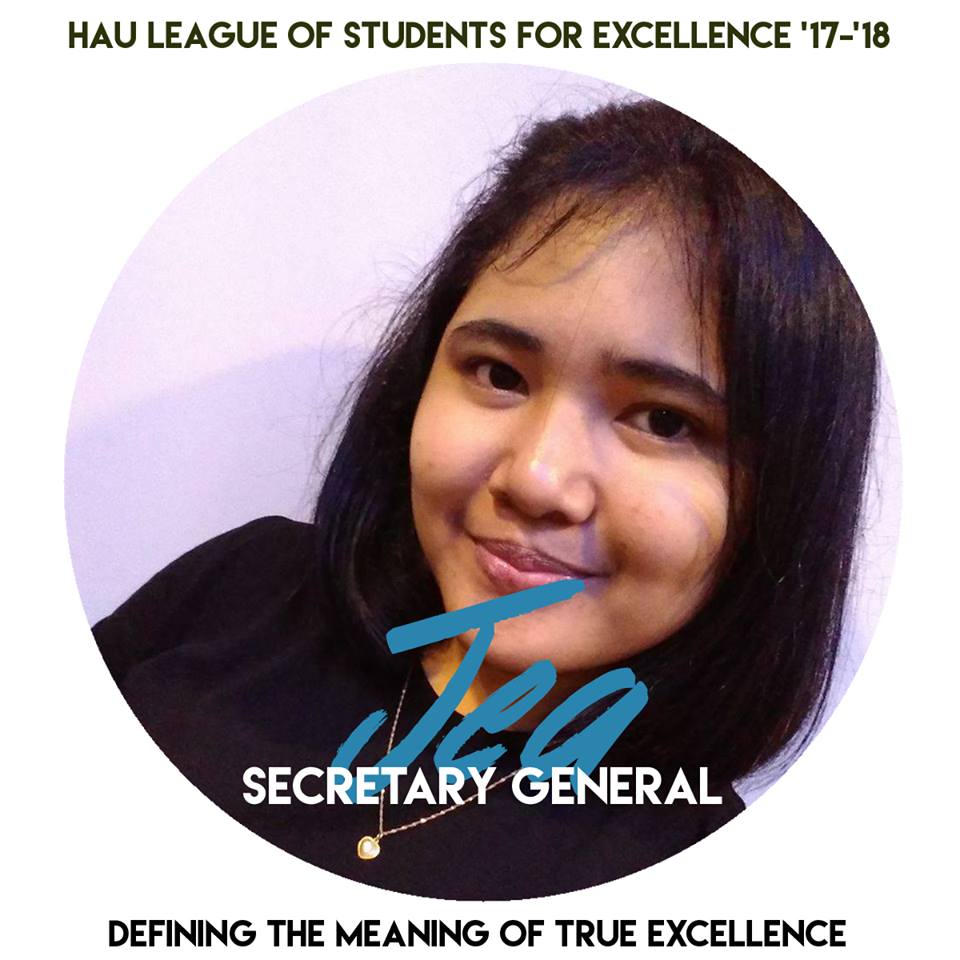 HAU LEAGUE OF STUDENTS FOR EXCELLENCE '17-'18
Jea
SECRETARY GENERAL
DEFINING THE MEANING OF TRUE EXCELLENCE